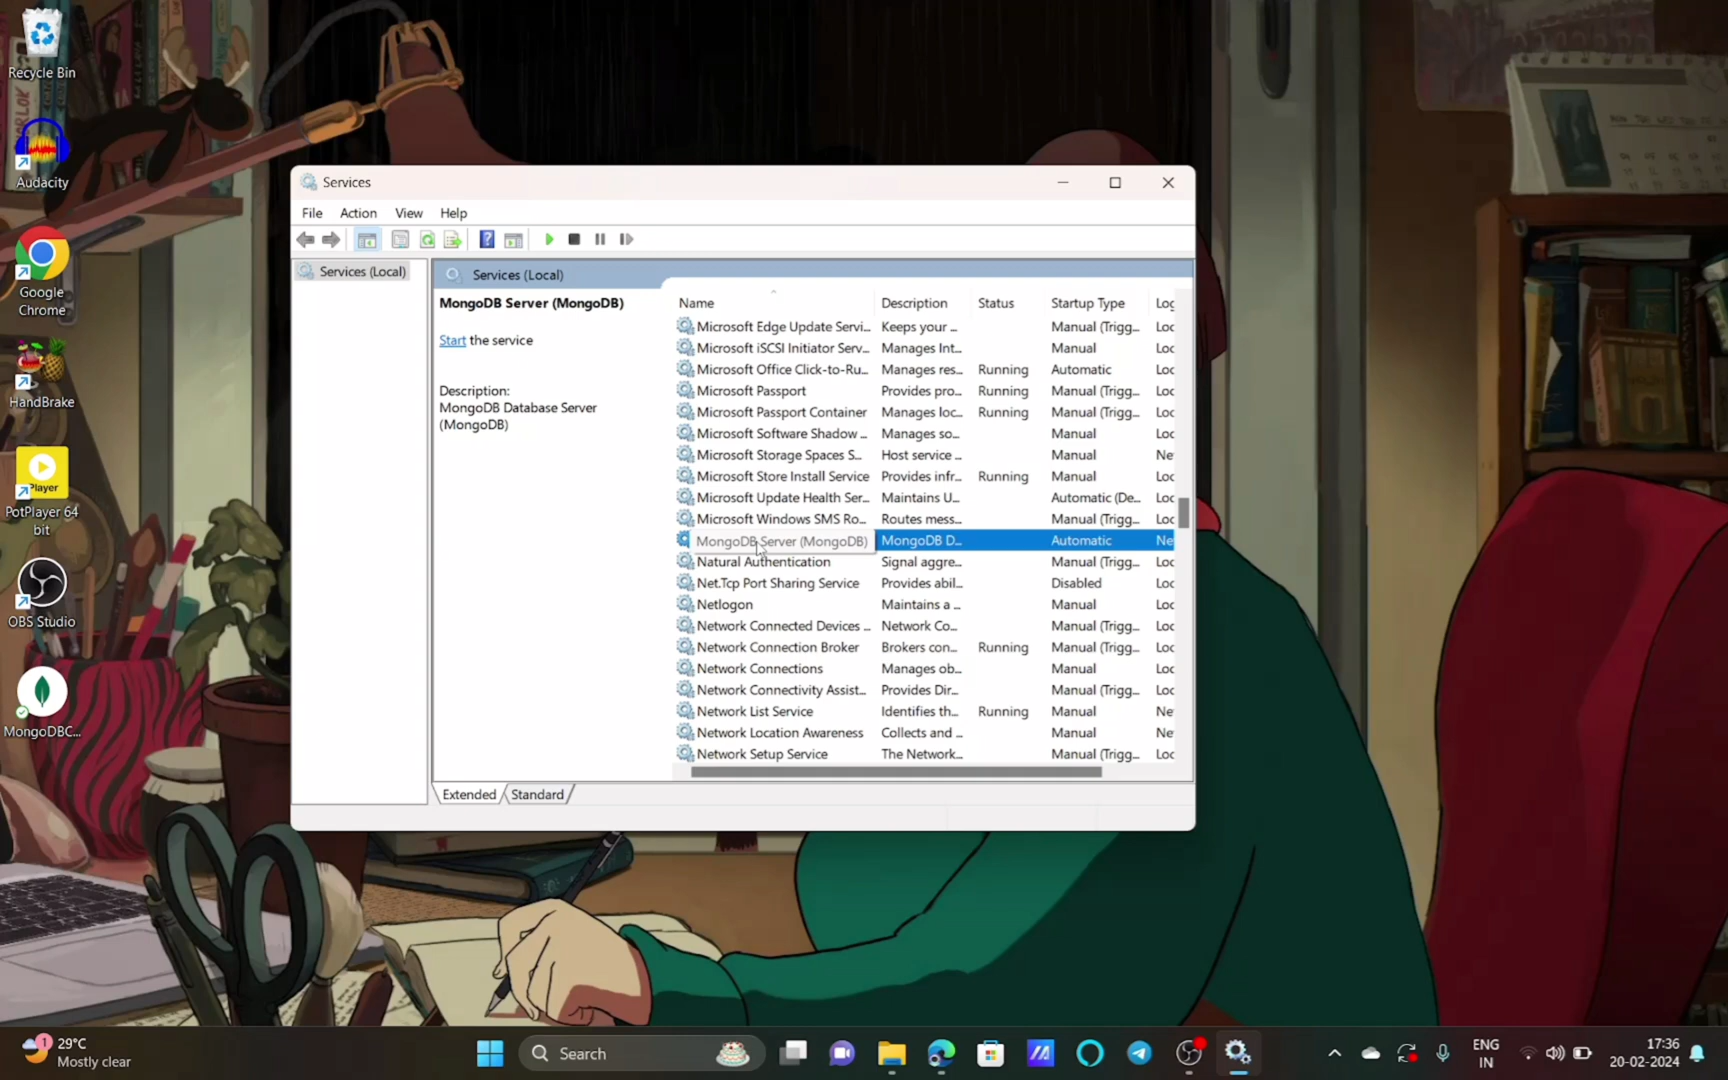 Recycle Bin
Audacity
Google
Chrome
HandBrake
Player
PotPlayer 64
bit
OBS Studio
MongoDBC...
Services
File Action View Help
Services (Local)
Services (Local)
MongoDB Server (MongoDB)
Start the service
Description:
MongoDB Database Server
(MongoDB)
Name Description Status Startup Type Log
Microsoft Edge Update Servi... Keeps your ... Manual (Trigg... Loc
Microsoft iSCSI Initiator Serv... Manages Int... Manual Loc
Microsoft Office Click-to-Ru... Manages res... Running Automatic Loc
Microsoft Passport Provides pro... Running Manual (Trigg... Loc
Microsoft Passport Container Manages loc... Running Manual (Trigg... Loc
Microsoft Software Shadow ... Manages so... Manual Loc
Microsoft Storage Spaces S... Host service ... Manual Ne
Microsoft Store Install Service Provides infr... Running Manual Loc
Microsoft Update Health Ser... Maintains U... Automatic (De... Loc
Microsoft Windows SMS Ro... Routes mess... Manual (Trigg... Loc
MongoDB Server (MongoDB) MongoDB D... Automatic Ne
Natural Authentication Signal aggre... Manual (Trigg... Loc
Net.Tcp Port Sharing Service Provides abil... Disabled Loc
Netlogon Maintains a ... Manual Loc
Network Connected Devices ... Network Co... Manual (Trigg... Loc
Network Connection Broker Brokers con... Running Manual (Trigg... Loc
Network Connections Manages ob... Manual Loc
Network Connectivity Assist... Provides Dir... Manual (Trigg... Loc
Network List Service Identifies th... Running Manual Ne
Network Location Awareness Collects and ... Manual Ne
Network Setup Service The Network... Manual (Trigg... Loc
Extended Standard
1
29°C
Mostly clear
Search
ENG
IN
17:36
20-02-2024